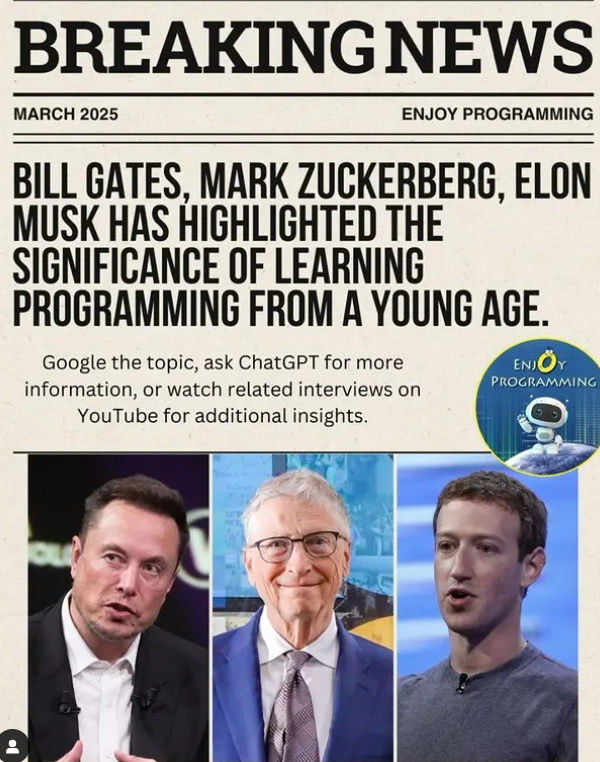 BREAKING NEWS
MARCH 2025
ENJOY PROGRAMMING
BILL GATES, MARK ZUCKERBERG, ELON
MUSK HAS HIGHLIGHTED THE
SIGNIFICANCE OF LEARNING
PROGRAMMING FROM A YOUNG AGE.
Google the topic, ask ChatGPT for more
information, or watch related interviews on
YouTube for additional insights.
ENJOY
PROGRAMMING